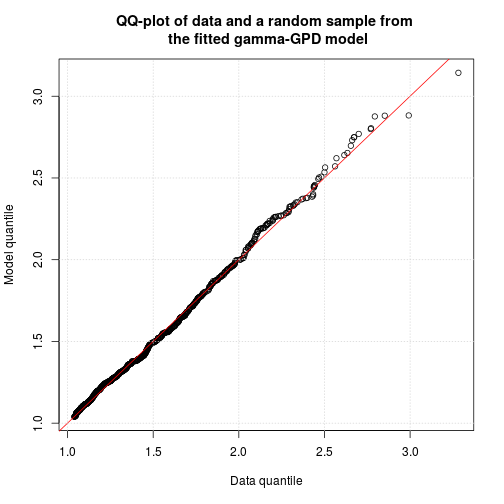 QQ-plot of data and a random sample from
the fitted gamma-GPD model
Model quantile
3.0
2.5
2.0
1.5
1.0
1.0 1.5 2.0 2.5 3.0
Data quantile